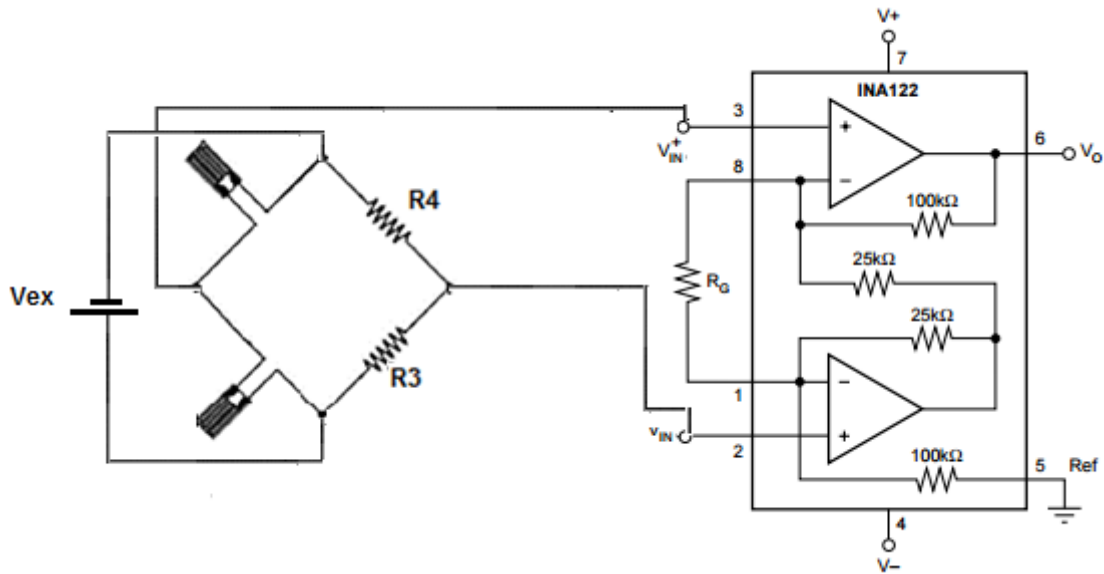 V+
7
INA122
3
V+IN
8
6
VO
R4
100kΩ
25kΩ
RG
Vex
25kΩ
R3
1
vIN
2
100kΩ
5
Ref
4
V–
+
−
−
+